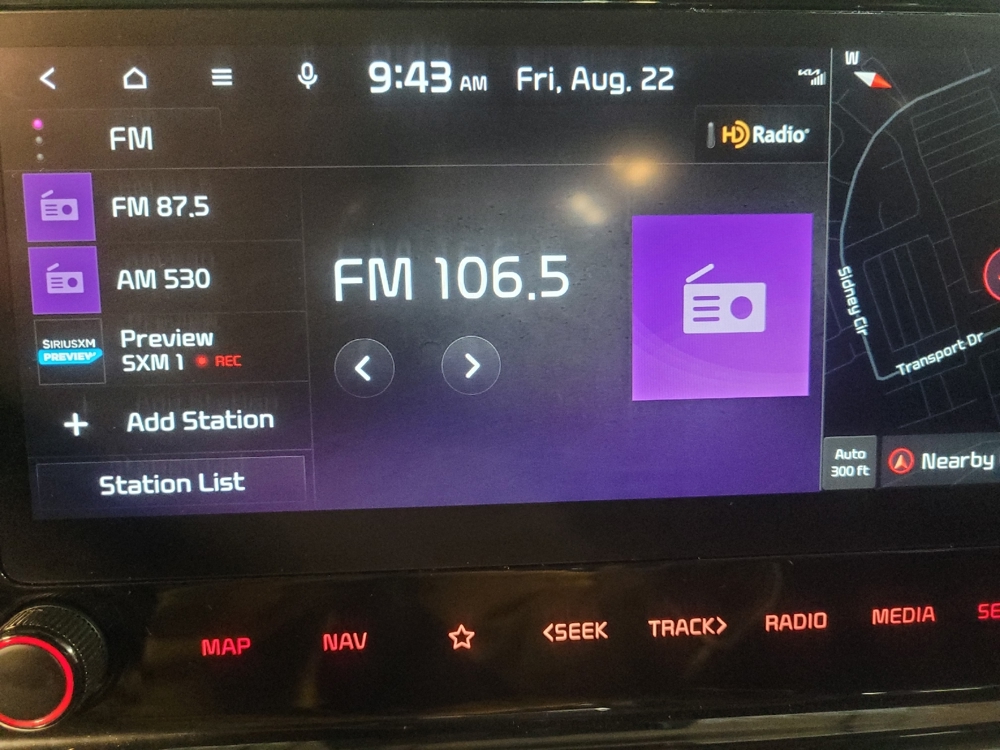 9:43 AM Fri, Aug. 22
KIA
W
FM
HD Radio
FM 87.5
AM 530
SIRIUSXM
PREVIEW
Preview
SXM 1 REC
Add Station
Station List
FM 106.5
Sidney Cir
Transport Dr
Auto
300 ft
Nearby
MAP
NAV
<SEEK
TRACK>
RADIO
MEDIA
SE